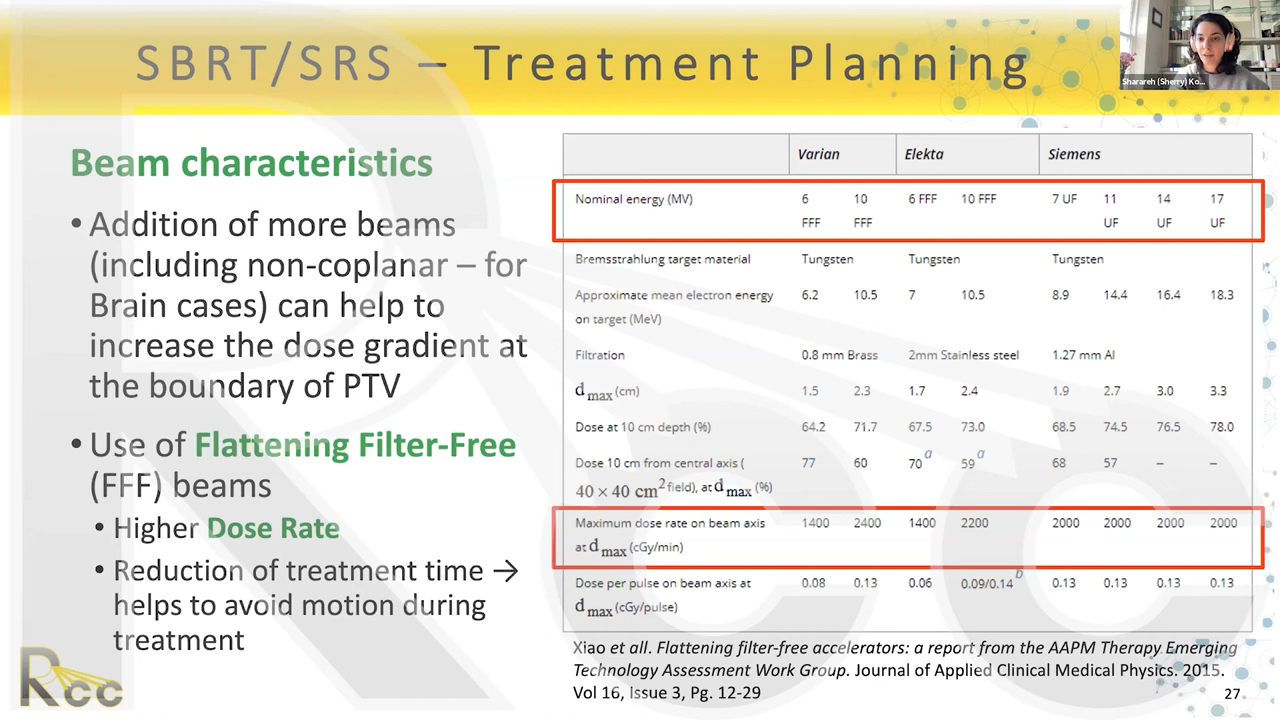 SBRT/SRS – Treatment Planning
Sharareh (Sherry) Ko...
Beam characteristics
• Addition of more beams
(including non-coplanar – for
Brain cases) can help to
increase the dose gradient at
the boundary of PTV
• Use of Flattening Filter-Free
(FFF) beams
• Higher Dose Rate
• Reduction of treatment time →
helps to avoid motion during
treatment
Varian Elekta Siemens
Nominal energy (MV) 6 10 6 FFF 10 FFF 7 UF 11 14 17
FFF FFF UF UF UF
Bremsstrahlung target material Tungsten Tungsten Tungsten
Approximate mean electron energy 6.2 10.5 7 10.5 8.9 14.4 16.4 18.3
on target (MeV)
Filtration 0.8 mm Brass 2mm Stainless steel 1.27 mm Al
dmax (cm) 1.5 2.3 1.7 2.4 1.9 2.7 3.0 3.3
Dose at 10 cm depth (%) 64.2 71.7 67.5 73.0 68.5 74.5 76.5 78.0
Dose 10 cm from central axis ( 77 60 70a 59a 68 57 – –
40 × 40 cm2 field), at dmax (%)
Maximum dose rate on beam axis 1400 2400 1400 2200 2000 2000 2000 2000
at dmax (cGy/min)
Dose per pulse on beam axis at 0.08 0.13 0.06 0.09/0.14b 0.13 0.13 0.13 0.13
dmax (cGy/pulse)
Xiao et all. Flattening filter-free accelerators: a report from the AAPM Therapy Emerging
Technology Assessment Work Group. Journal of Applied Clinical Medical Physics. 2015.
Vol 16, Issue 3, Pg. 12-29
27
Rcc